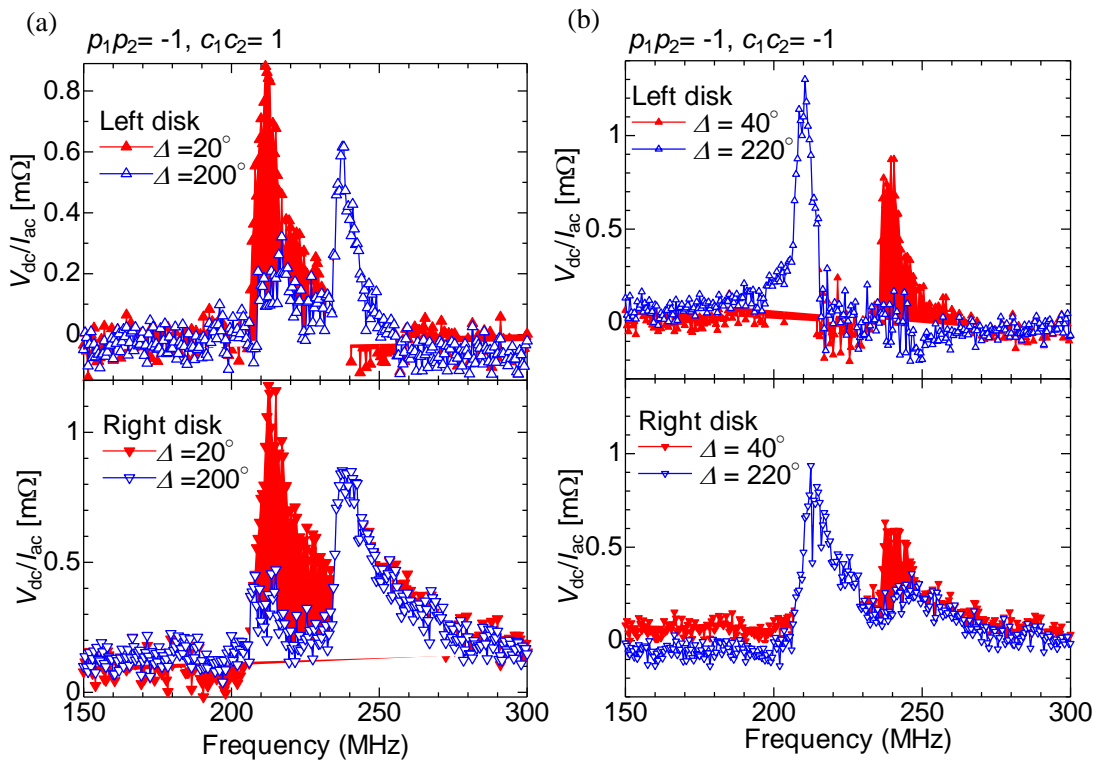 (a)
p1p2= -1, c1c2= 1
0.8
0.6
0.4
0.2
0
Vdc/Iac [mΩ]
Left disk
Δ =20°
Δ =200°
1
0.5
0
Vdc/Iac [mΩ]
Right disk
Δ =20°
Δ =200°
150 200 250 300
Frequency (MHz)
(b)
p1p2= -1, c1c2= -1
1
0.5
0
Vdc/Iac [mΩ]
Left disk
Δ = 40°
Δ = 220°
1
0.5
0
Vdc/Iac [mΩ]
Right disk
Δ = 40°
Δ = 220°
150 200 250 300
Frequency (MHz)